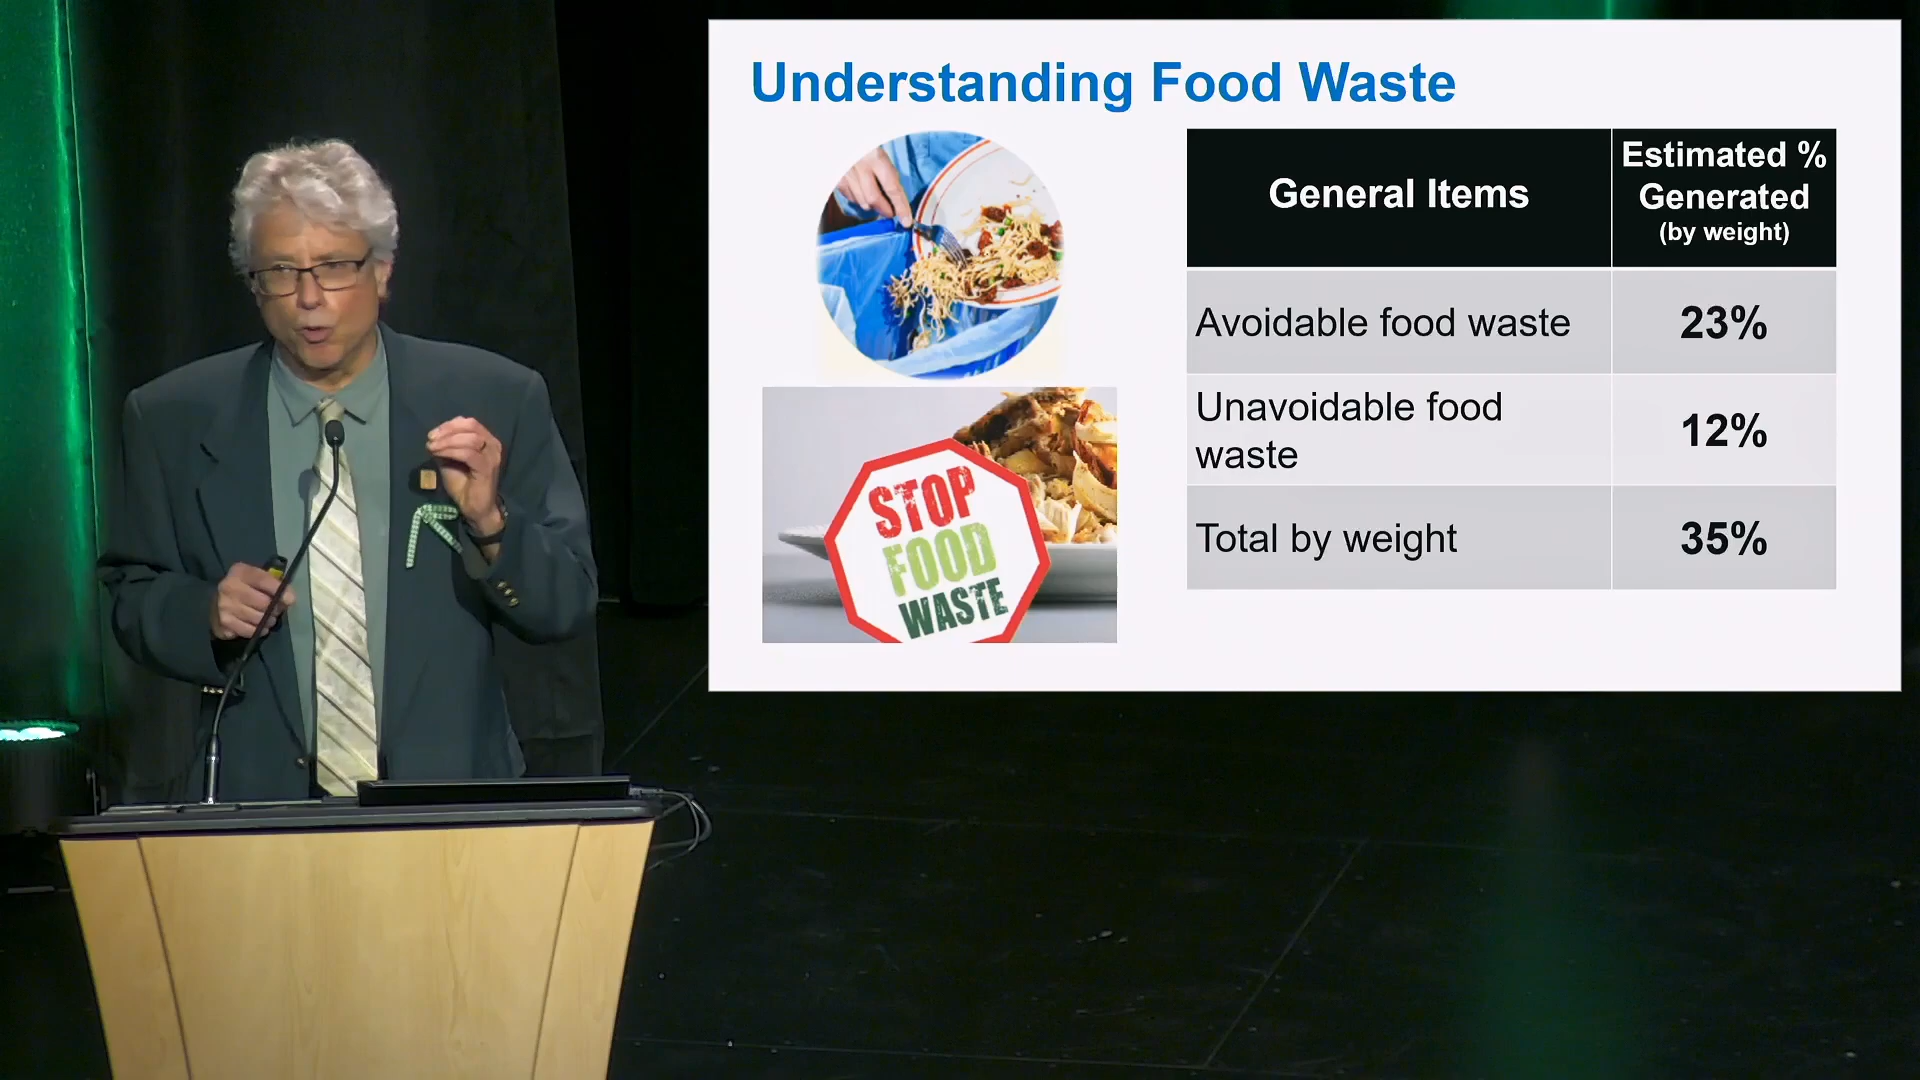 Understanding Food Waste
General Items
Estimated %
Generated
(by weight)
Avoidable food waste
23%
Unavoidable food
waste
12%
Total by weight
35%
STOP
FOOD
WASTE